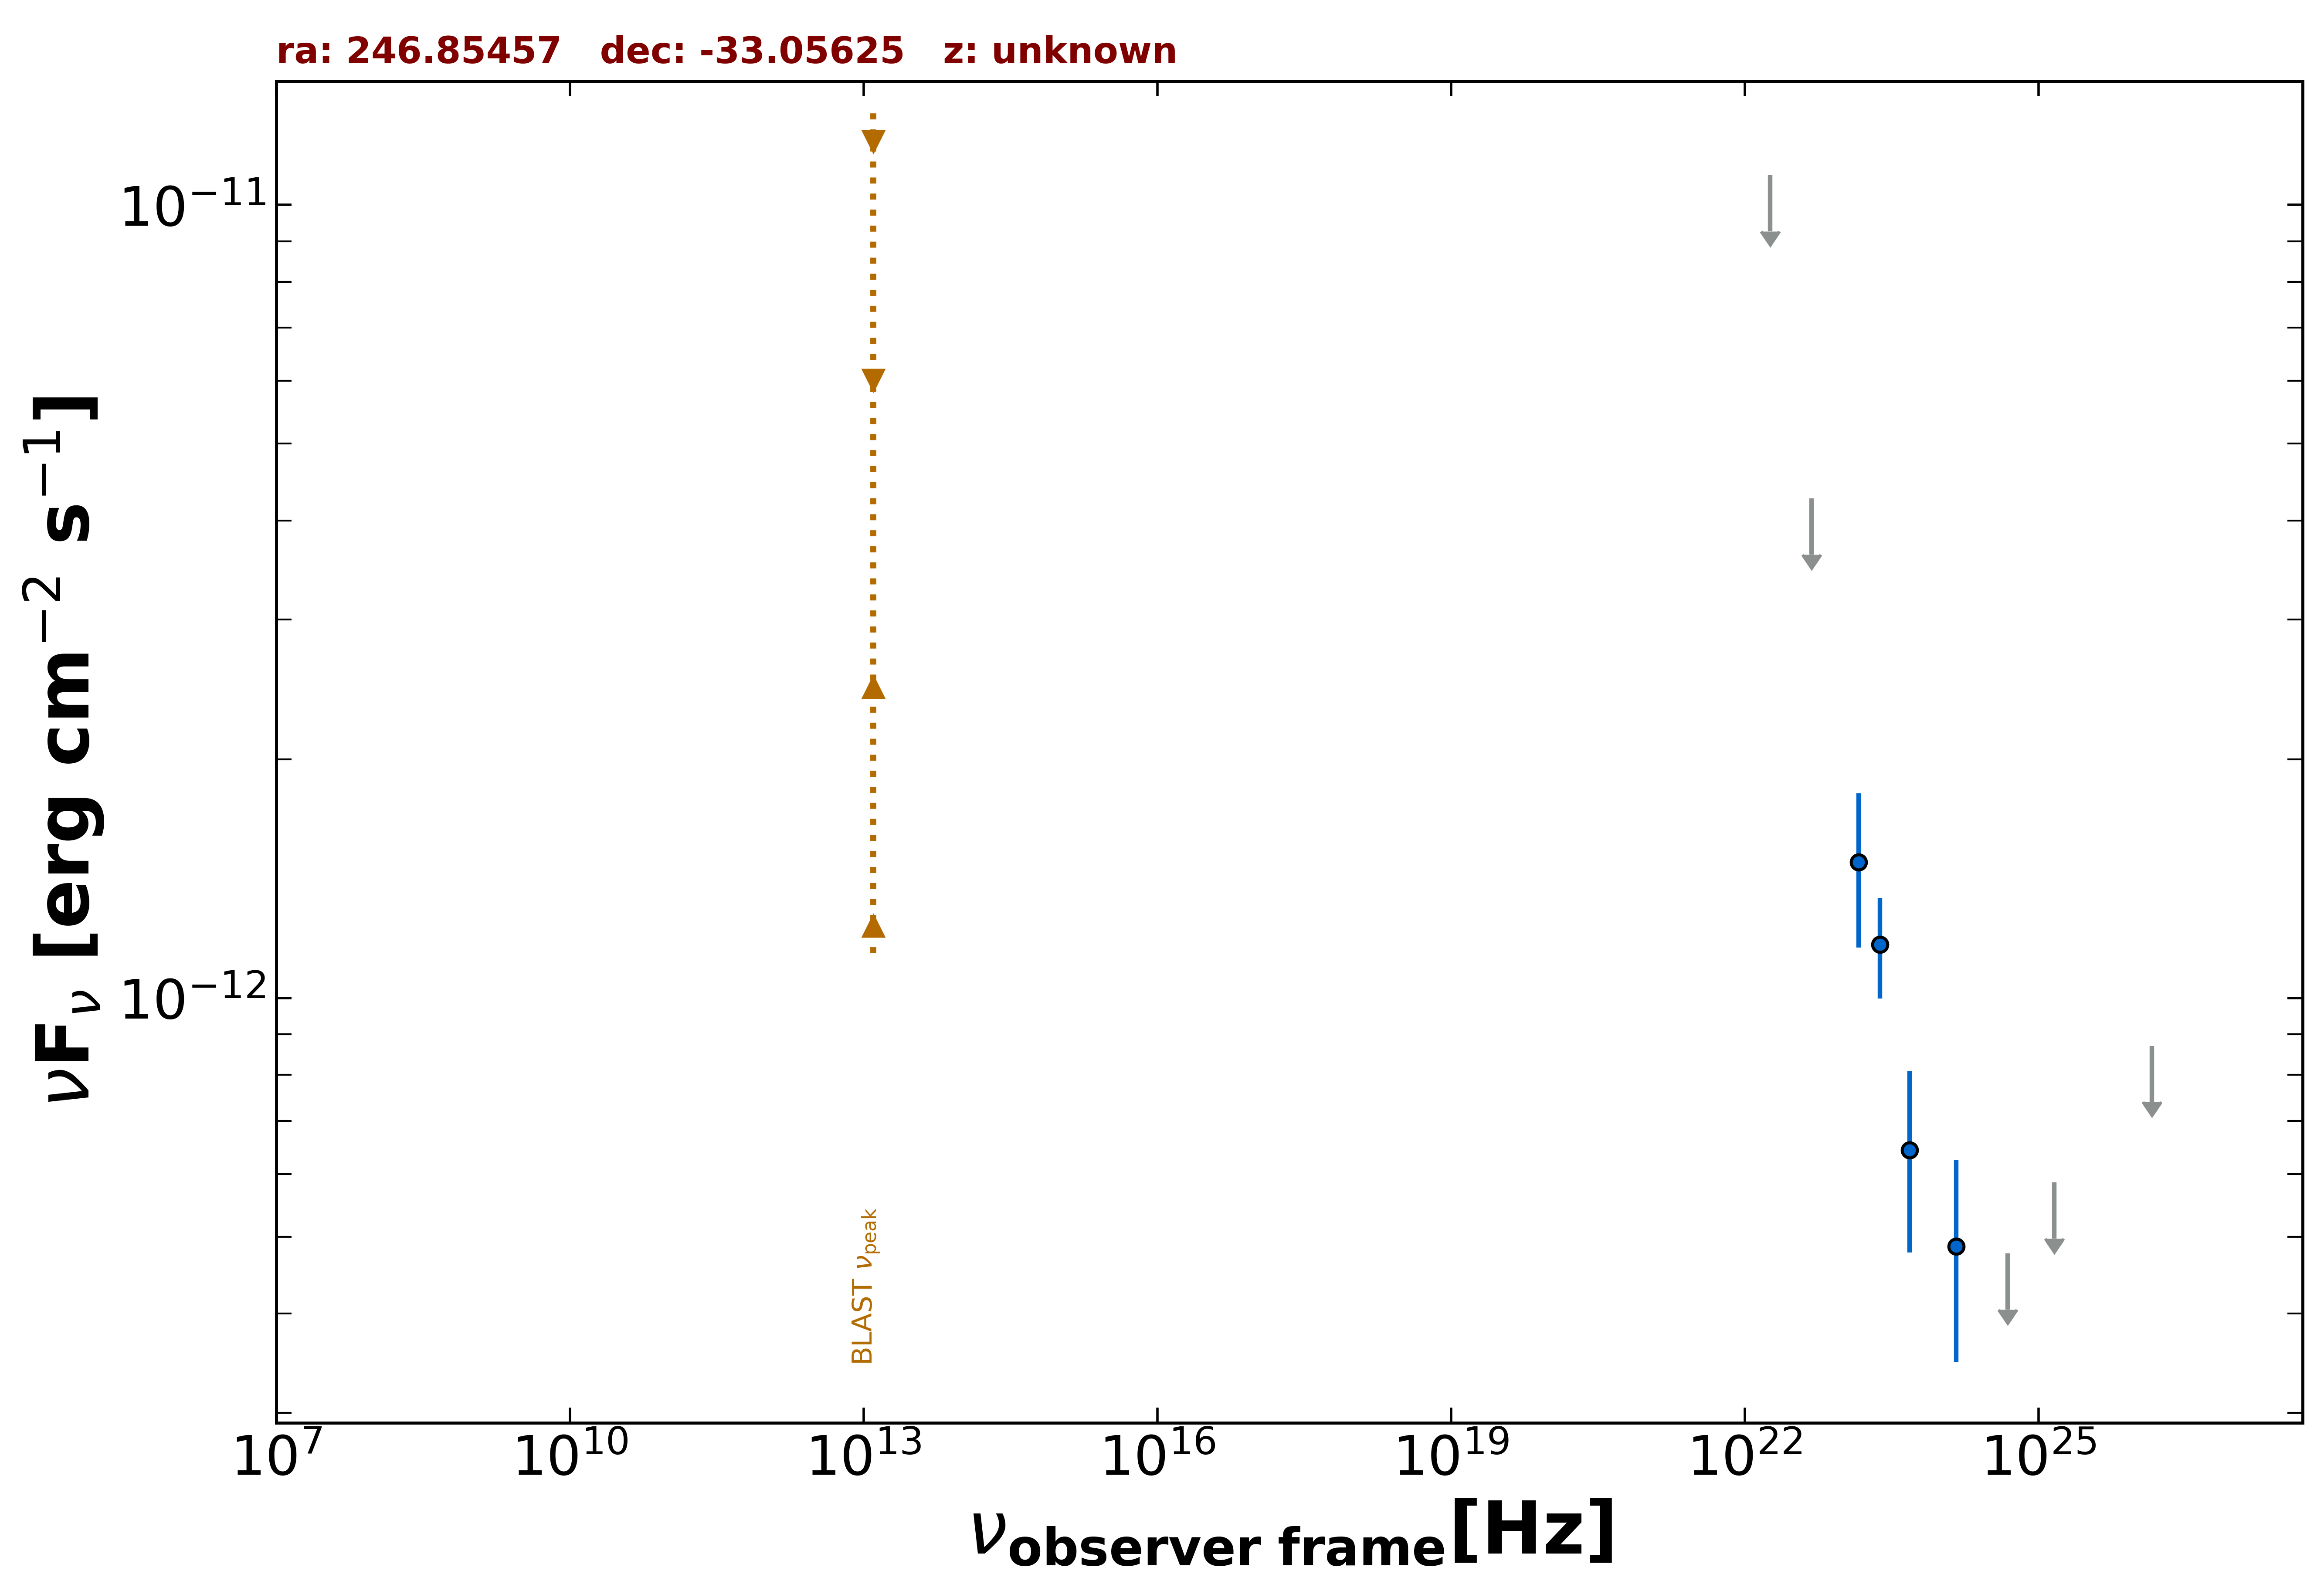 ra: 246.85457 dec: -33.05625 z: unknown
νFν [erg cm−2 s−1]
10−11
10−12
BLAST νpeak
107 1010 1013 1016 1019 1022 1025
νobserver frame[Hz]